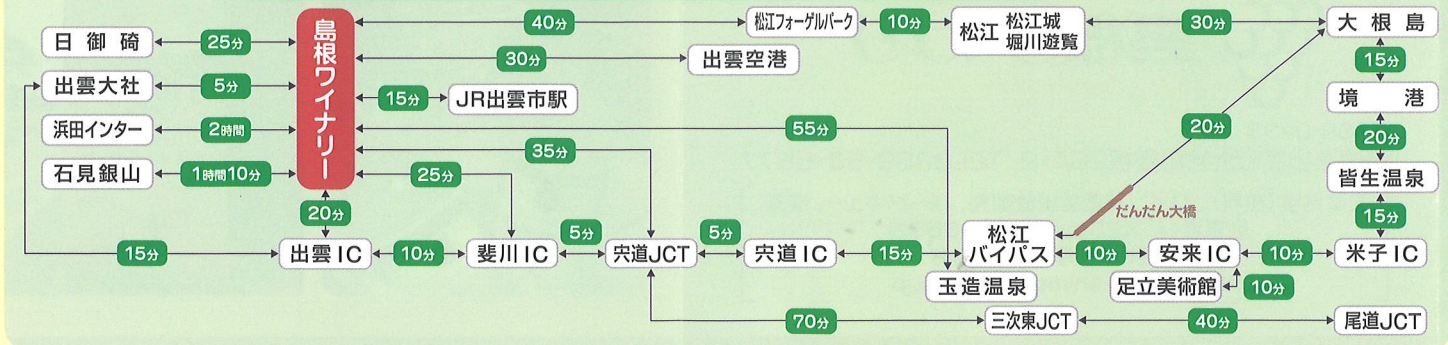 島根ワイナリー
40分
松江フォーゲルパーク
10分
松江 松江城
堀川遊覧
30分
大根島
日御碕
25分
30分
出雲空港
15分
出雲大社
5分
15分
JR出雲市駅
境港
浜田インター
2時間
55分
20分
20分
石見銀山
1時間10分
35分
25分
皆生温泉
だんだん大橋
15分
20分
15分
出雲IC
10分
斐川IC
5分
宍道JCT
5分
宍道IC
15分
松江
バイパス
10分
安来IC
10分
米子IC
玉造温泉
足立美術館
10分
70分
三次東JCT
40分
尾道JCT